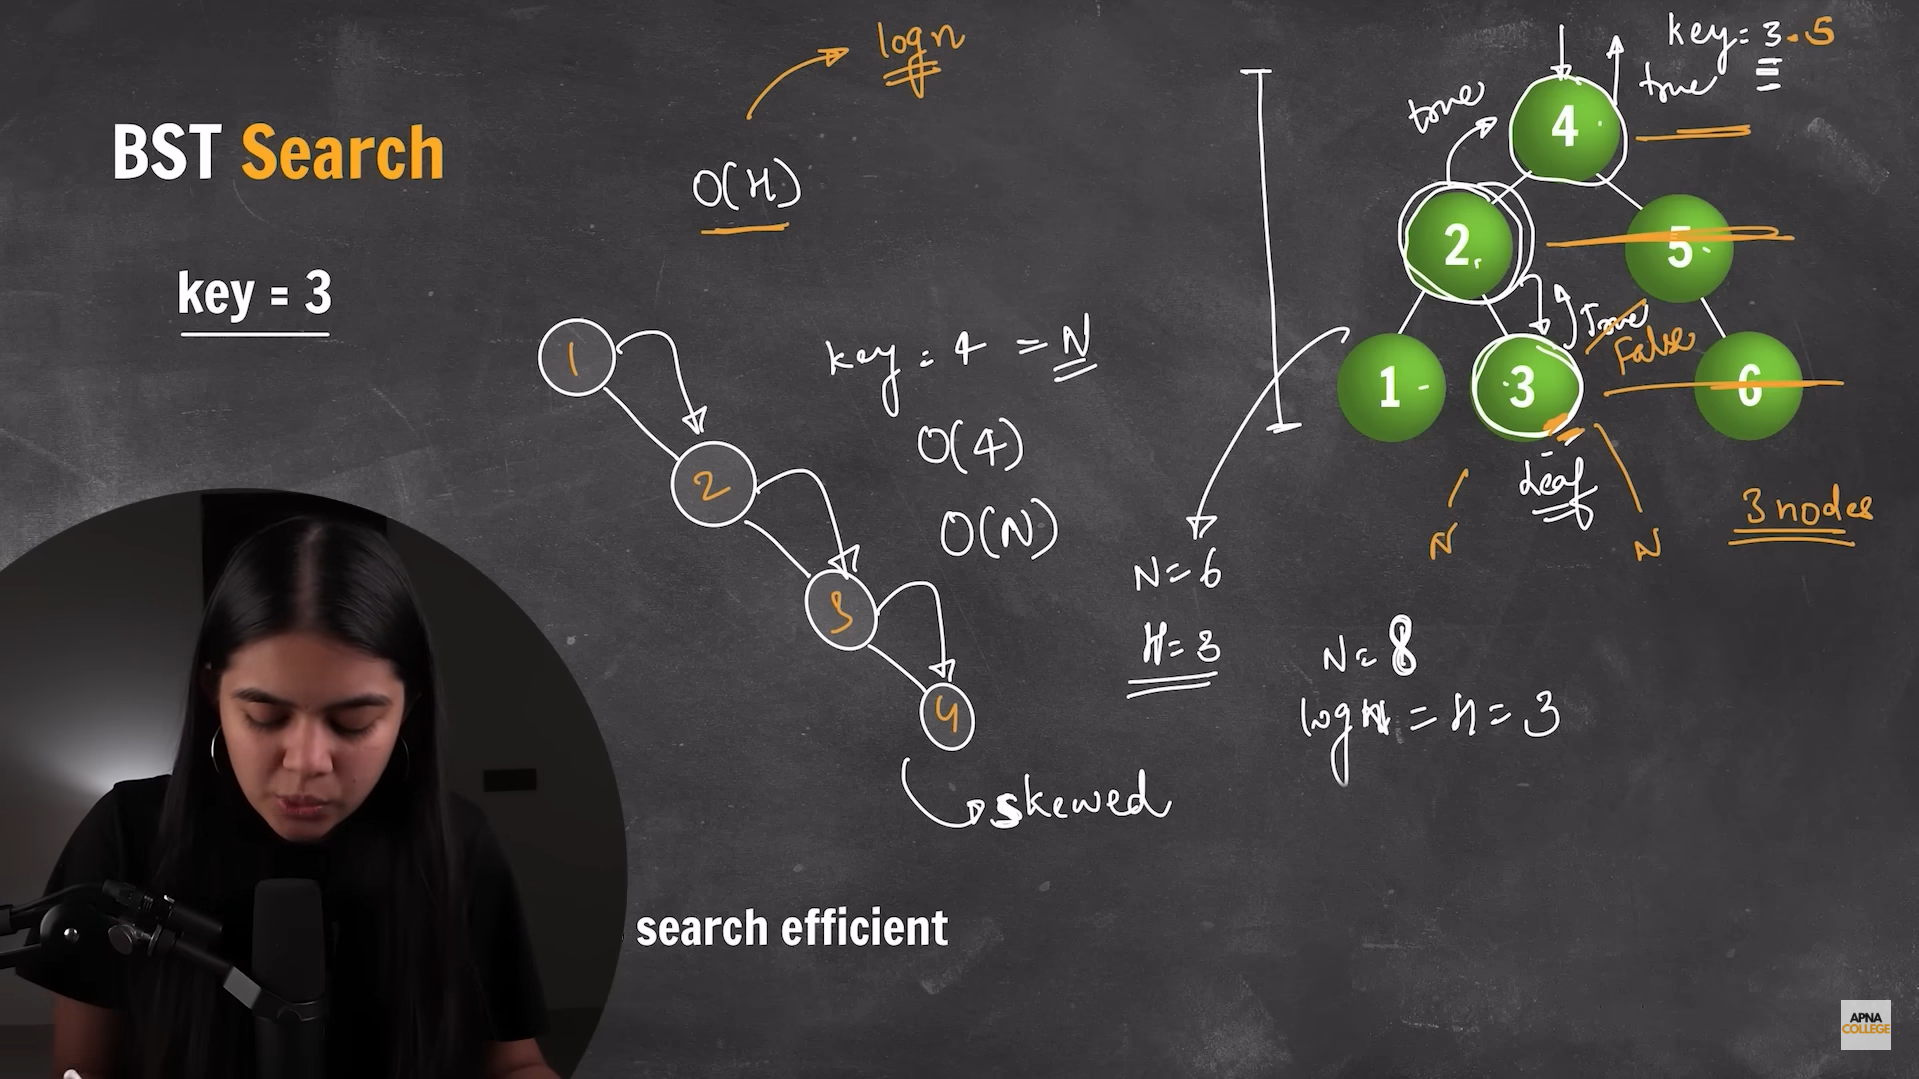 log n
key = 3.5
BST Search
O(H)
true
true
4
2
5
key = 3
1
2
3
4
key = 4 = N
O(4)
O(N)
skewed
True
False
1
3
6
Leaf
N
N
3 nodes
N = 6
H = 3
N = 8
log N = H = 3
search efficient
APNA
COLLEGE